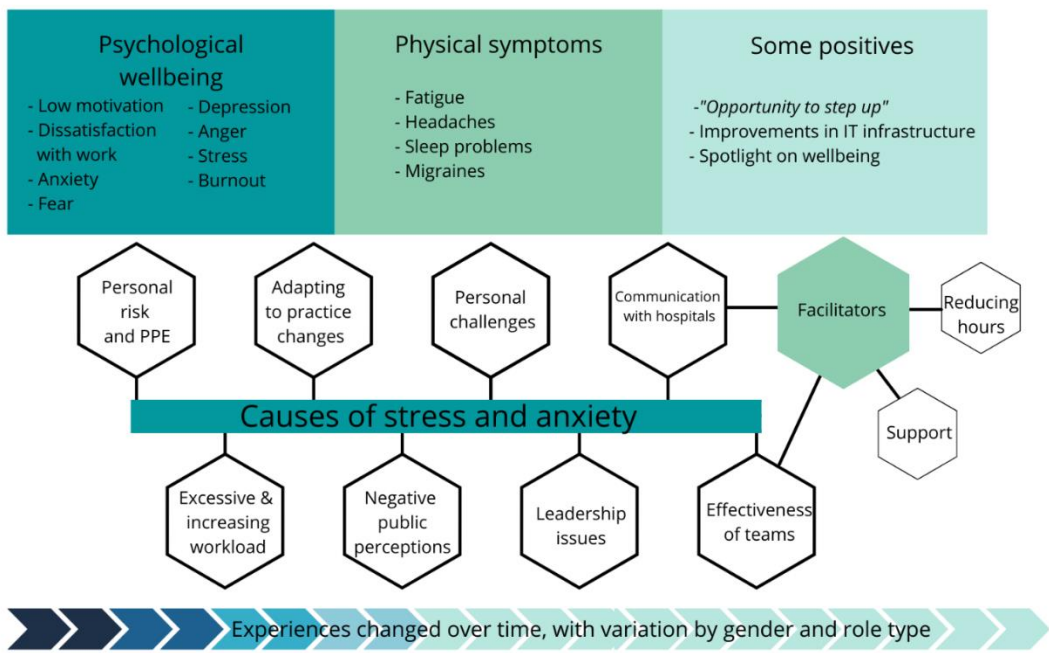 Psychological
wellbeing
- Low motivation
- Dissatisfaction
with work
- Anxiety
- Fear
- Depression
- Anger
- Stress
- Burnout
Physical symptoms
- Fatigue
- Headaches
- Sleep problems
- Migraines
Some positives
-"Opportunity to step up"
- Improvements in IT infrastructure
- Spotlight on wellbeing
Personal
risk
and PPE
Adapting
to practice
changes
Personal
challenges
Communication
with hospitals
Facilitators
Reducing
hours
Support
Causes of stress and anxiety
Excessive &
increasing
workload
Negative
public
perceptions
Leadership
issues
Effectiveness
of teams
Experiences changed over time, with variation by gender and role type